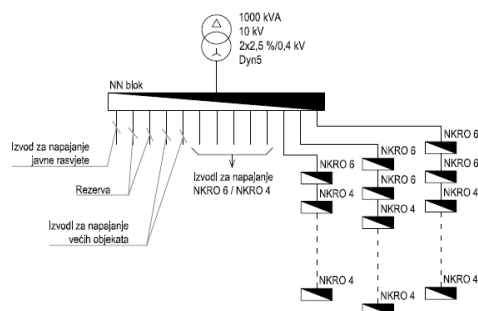 1000 kVA
10 kV
2x2,5 %/0,4 kV
Dyn5
NN blok
Izvod za napajanje
javne rasvjete
Rezerva
Izvodi za napajanje
većjh objekata
Izvodi za napajanje
NKRO 6 / NKRO 4
NKRO 6
NKRO 4
NKRO 4
NKRO 6
NKRO 6
NKRO 4
NKRO 4
NKRO 6
NKRO 6
NKRO 4
NKRO 4